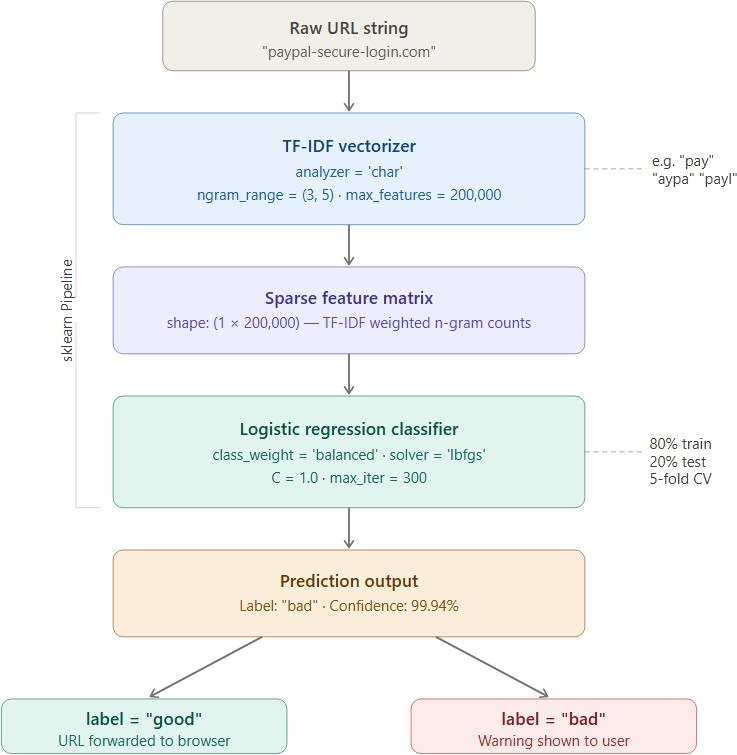 Raw URL string
"paypal-secure-login.com"
TF-IDF vectorizer
analyzer = 'char'
ngram_range = (3, 5) · max_features = 200,000
e.g. "pay"
"aypa" "payl"
sklearn Pipeline
Sparse feature matrix
shape: (1 × 200,000) — TF-IDF weighted n-gram counts
Logistic regression classifier
class_weight = 'balanced' · solver = 'lbfgs'
C = 1.0 · max_iter = 300
80% train
20% test
5-fold CV
Prediction output
Label: "bad" · Confidence: 99.94%
label = "good"
URL forwarded to browser
label = "bad"
Warning shown to user